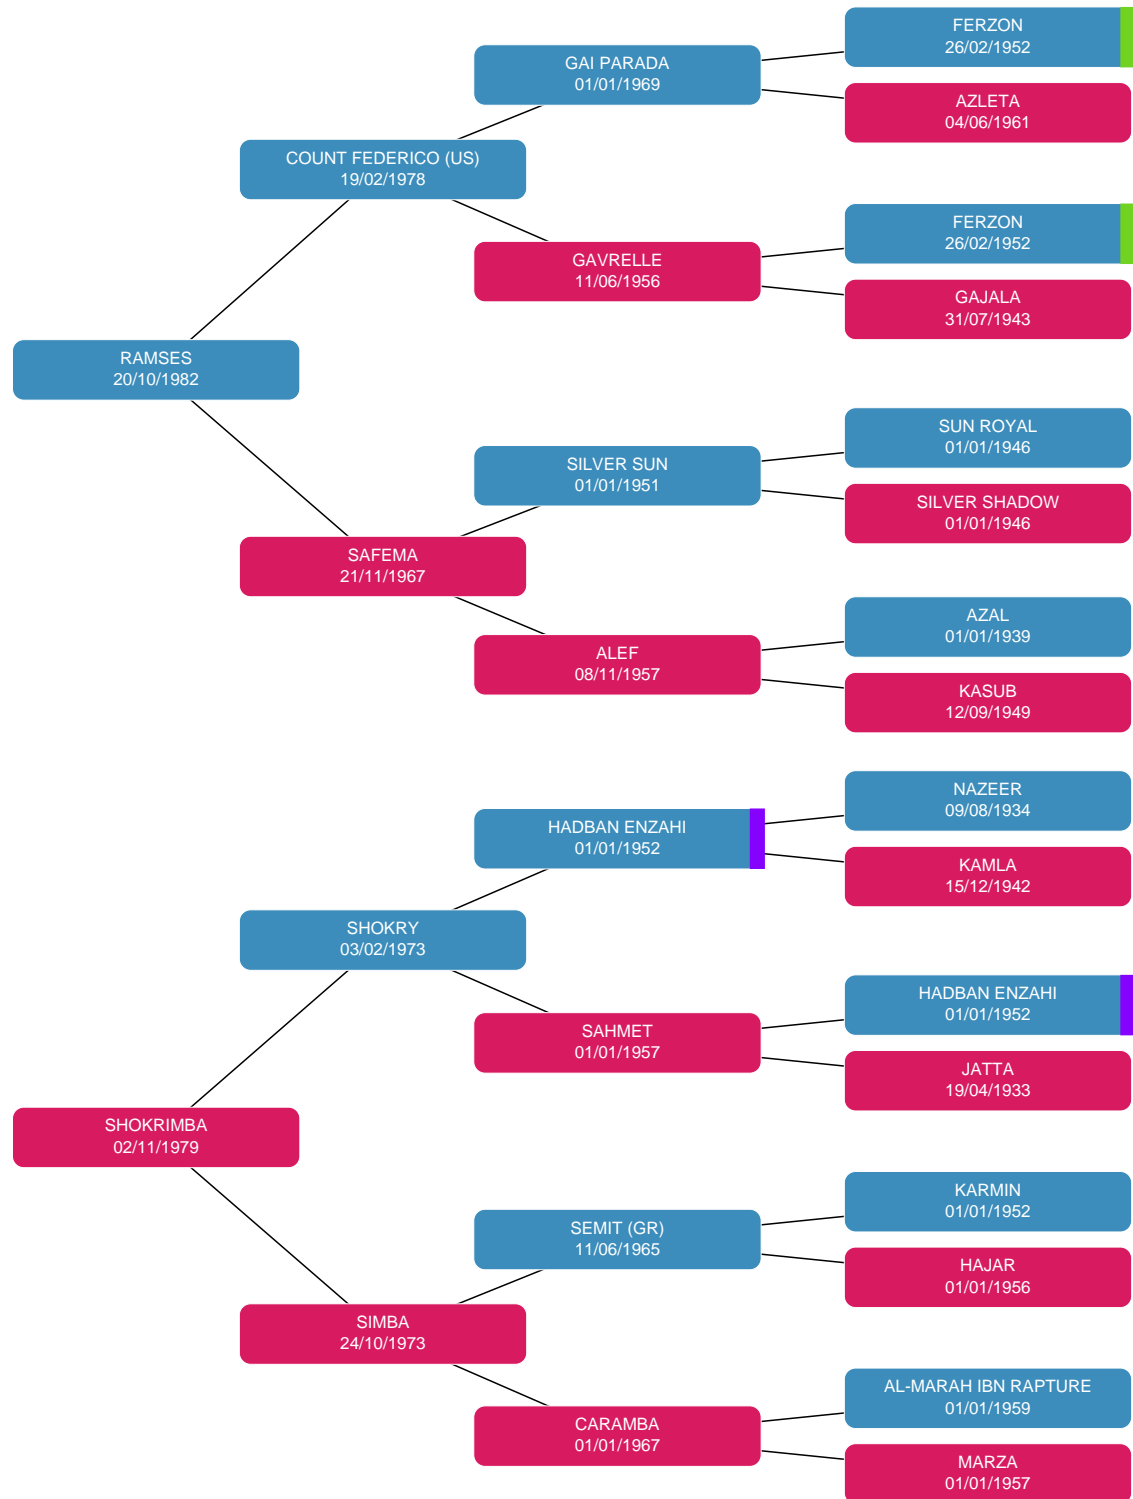 FERZON
26/02/1952
GAI PARADA
01/01/1969
AZLETA
04/06/1961
COUNT FEDERICO (US)
19/02/1978
FERZON
26/02/1952
GAVRELLE
11/06/1956
GAJALA
31/07/1943
RAMSES
20/10/1982
SUN ROYAL
01/01/1946
SILVER SUN
01/01/1951
SILVER SHADOW
01/01/1946
SAFEMA
21/11/1967
AZAL
01/01/1939
ALEF
08/11/1957
KASUB
12/09/1949
NAZEER
09/08/1934
HADBAN ENZAHI
01/01/1952
KAMLA
15/12/1942
SHOKRY
03/02/1973
HADBAN ENZAHI
01/01/1952
SAHMET
01/01/1957
JATTA
19/04/1933
SHOKRIMBA
02/11/1979
KARMIN
01/01/1952
SEMIT (GR)
11/06/1965
HAJAR
01/01/1956
SIMBA
24/10/1973
AL-MARAH IBN RAPTURE
01/01/1959
CARAMBA
01/01/1967
MARZA
01/01/1957